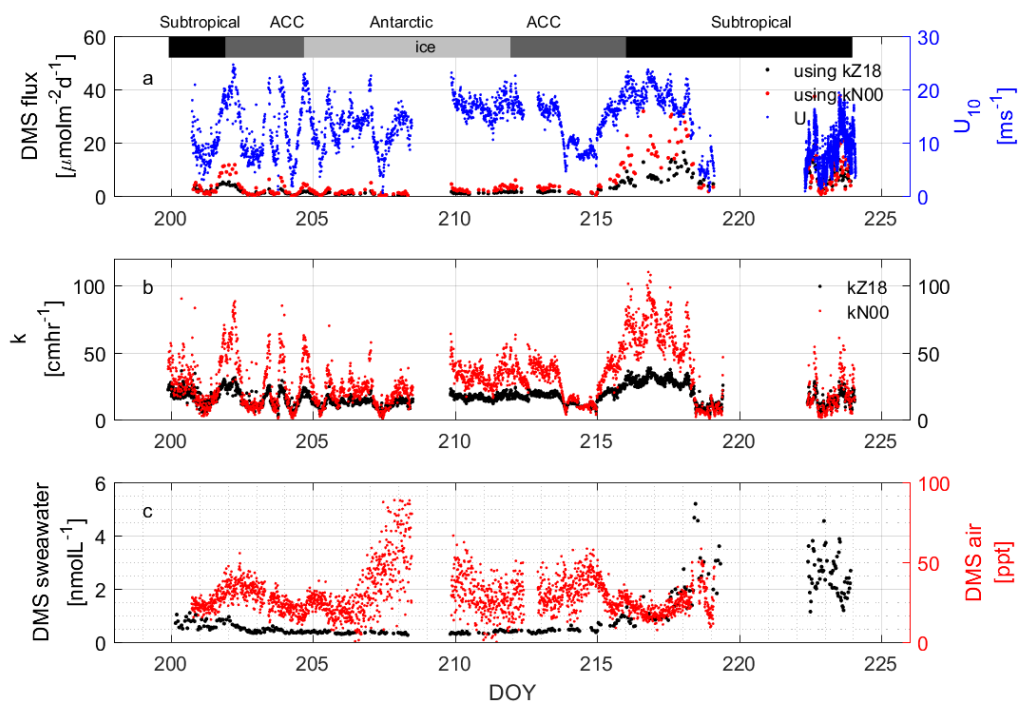 Subtropical ACC Antarctic ACC Subtropical
ice
60 30
a
using kZ18
using kN00
U
40 20
20 10
0 0
DMS flux
[μmolm-2d-1]
U10
[ms-1]
200 205 210 215 220 225
b
kZ18
kN00
100 100
50 50
0 0
k
[cmhr-1]
200 205 210 215 220 225
6 100
c
4
50
2
0 0
DMS sweawater
[nmolL-1]
DMS air
[ppt]
200 205 210 215 220 225
DOY